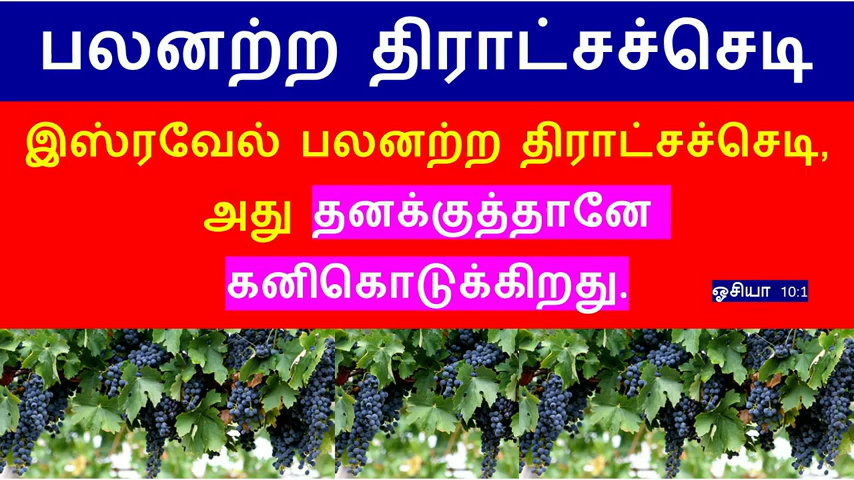 பலனற்ற திராட்சச்செடி
இஸ்ரவேல் பலனற்ற திராட்சச்செடி,
அது தனக்குத்தானே
கனிகொடுக்கிறது.
ஓசியா 10:1